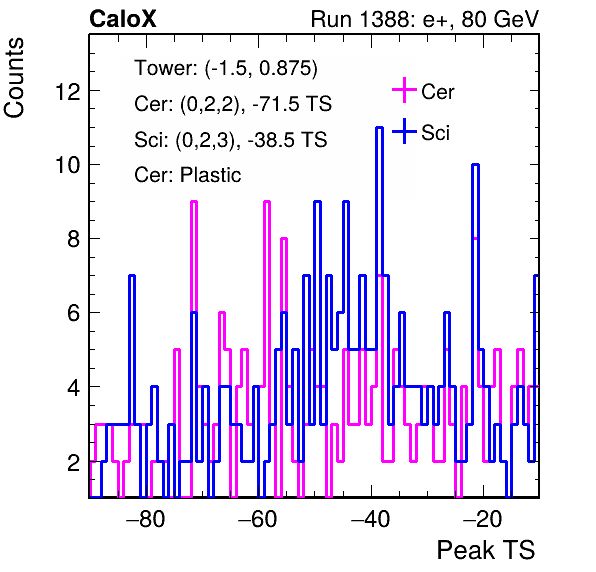 CaloX Run 1388: e+, 80 GeV
Counts
Tower: (-1.5, 0.875)
Cer: (0,2,2), -71.5 TS
Sci: (0,2,3), -38.5 TS
Cer: Plastic
Cer
Sci
12
10
8
6
4
2
−80 −60 −40 −20
Peak TS